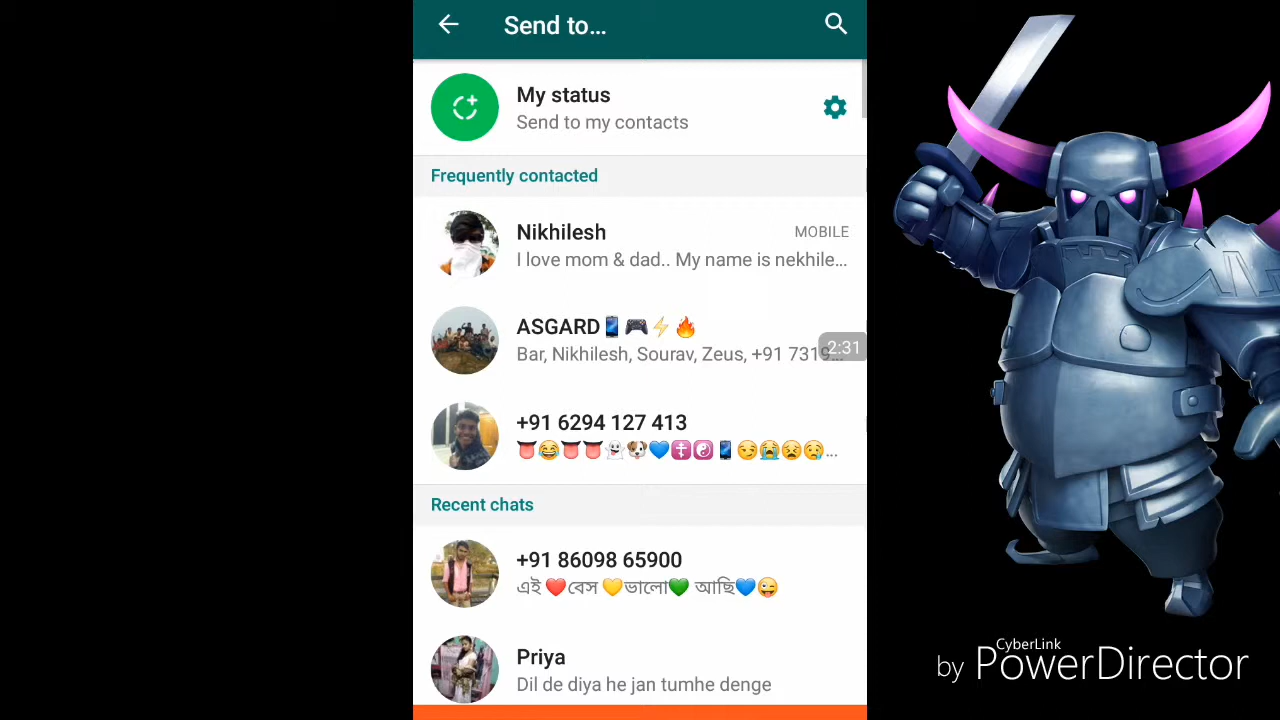 Send to...
My status
Send to my contacts
Frequently contacted
Nikhilesh MOBILE
I love mom & dad.. My name is nekhile...
ASGARD📱🎮⚡🔥
Bar, Nikhilesh, Sourav, Zeus, +91 7319...
2:31
+91 6294 127 413
👅😂👅👅👻🐶💙☦️☯️📱😏😭😣😢...
Recent chats
+91 86098 65900
এই ❤️বেস 💛ভালো💚 আছি💙😜
Priya
Dil de diya he jan tumhe denge
CyberLink
by PowerDirector